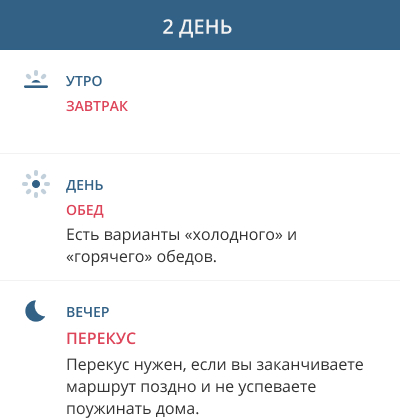 2 ДЕНЬ
УТРО
ЗАВТРАК
ДЕНЬ
ОБЕД
Есть варианты «холодного» и
«горячего» обедов.
ВЕЧЕР
ПЕРЕКУС
Перекус нужен, если вы заканчиваете
маршрут поздно и не успеваете
поужинать дома.